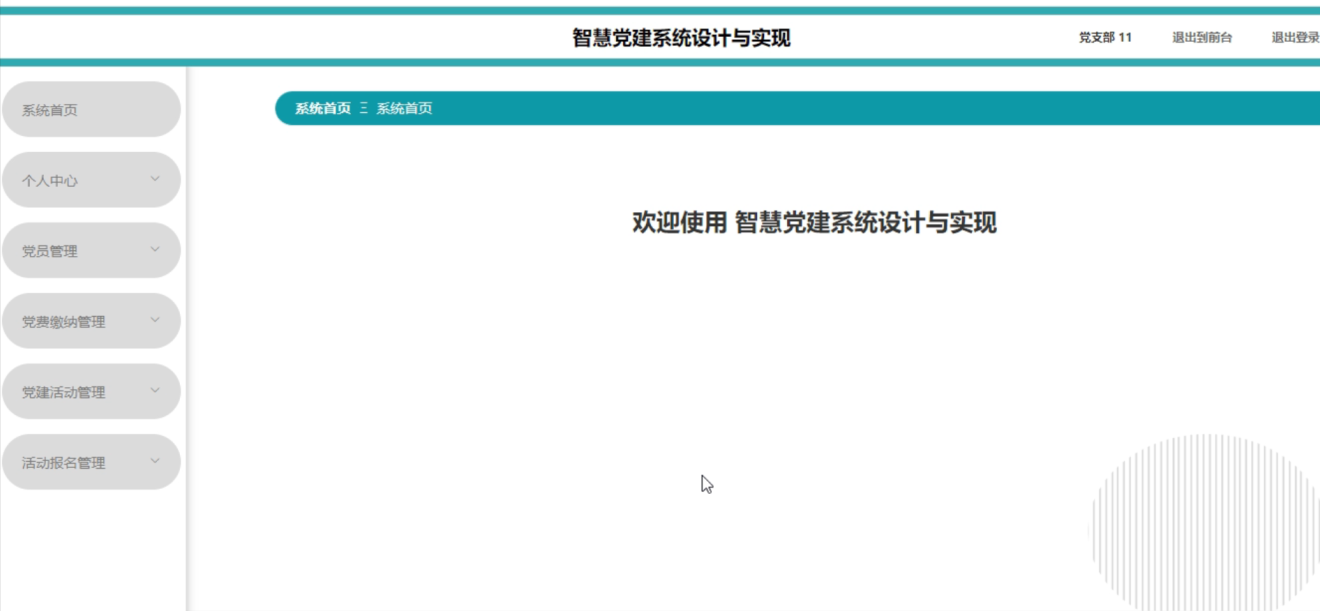 智慧党建系统设计与实现
党支部 11 退出到前台 退出登录
系统首页
个人中心
党员管理
党费缴纳管理
党建活动管理
活动报名管理
系统首页 Ξ 系统首页
欢迎使用 智慧党建系统设计与实现